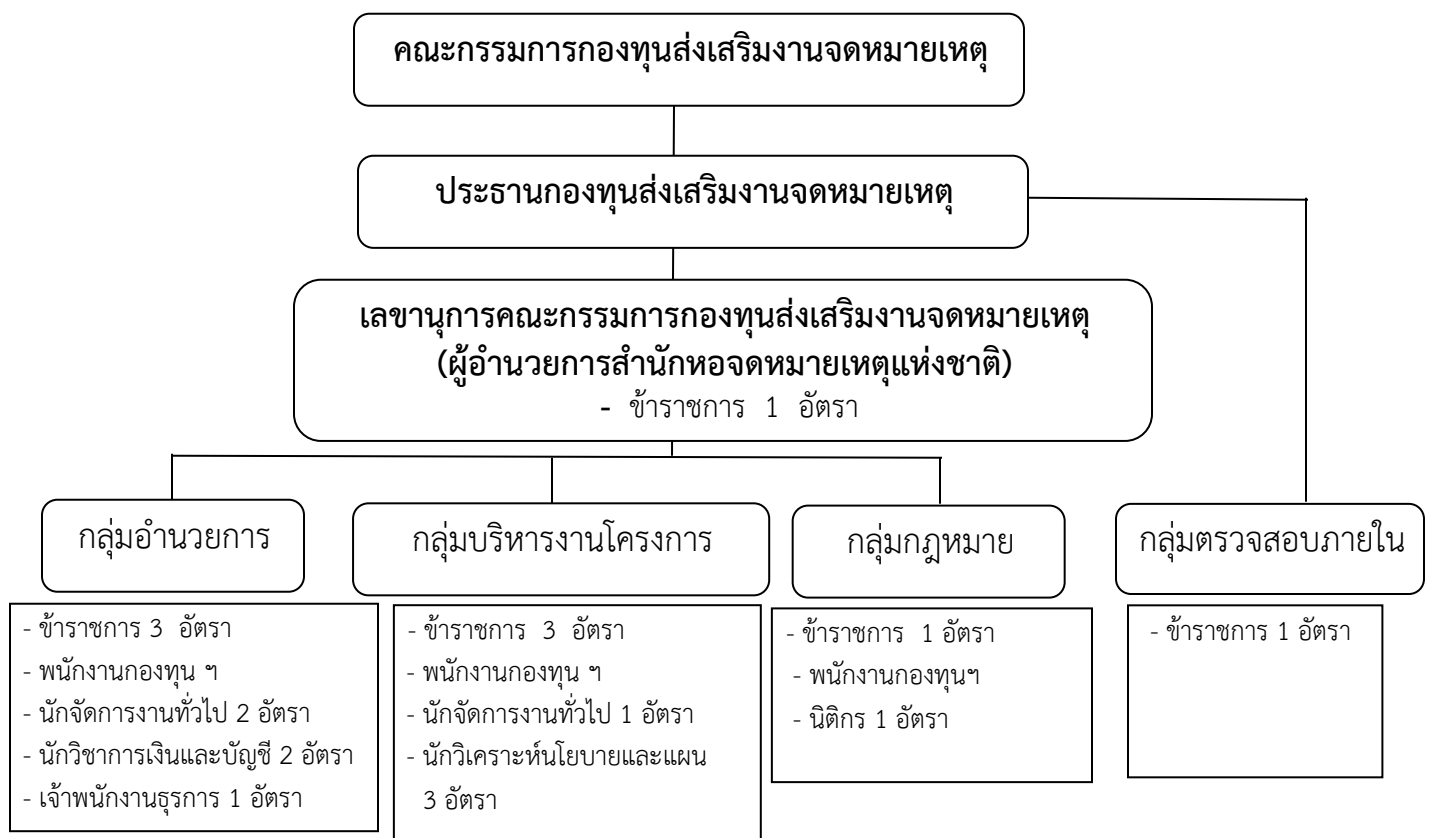 คณะกรรมการกองทุนส่งเสริมงานจดหมายเหตุ
ประธานกองทุนส่งเสริมงานจดหมายเหตุ
เลขานุการคณะกรรมการกองทุนส่งเสริมงานจดหมายเหตุ
(ผู้อำนวยการสำนักหอจดหมายเหตุแห่งชาติ)
- ข้าราชการ 1 อัตรา
กลุ่มอำนวยการ
- ข้าราชการ 3 อัตรา
- พนักงานกองทุน ฯ
- นักจัดการงานทั่วไป 2 อัตรา
- นักวิชาการเงินและบัญชี 2 อัตรา
- เจ้าพนักงานธุรการ 1 อัตรา
กลุ่มบริหารงานโครงการ
- ข้าราชการ 3 อัตรา
- พนักงานกองทุน ฯ
- นักจัดการงานทั่วไป 1 อัตรา
- นักวิเคราะห์นโยบายและแผน
3 อัตรา
กลุ่มกฎหมาย
- ข้าราชการ 1 อัตรา
- พนักงานกองทุนฯ
- นิติกร 1 อัตรา
กลุ่มตรวจสอบภายใน
- ข้าราชการ 1 อัตรา